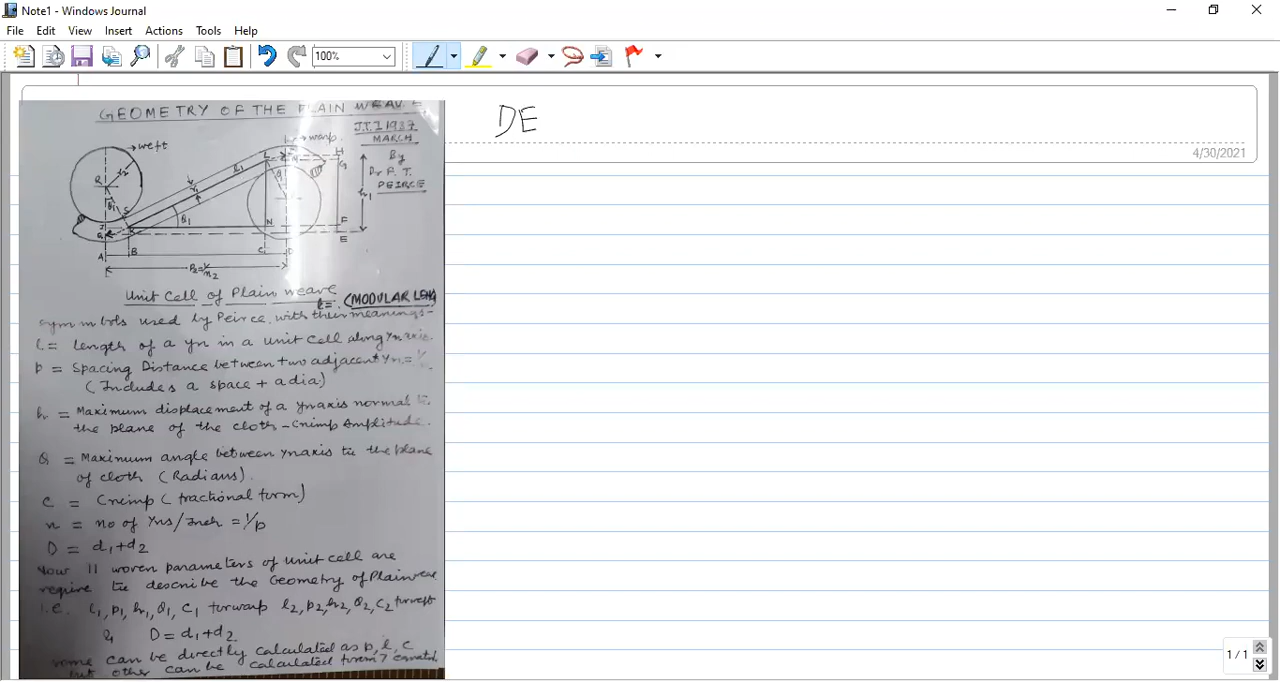 Note1 - Windows Journal
File Edit View Insert Actions Tools Help
100%
DE
4/30/2021
GEOMETRY OF THE PLAIN WEAVE
J.T.I 1937
MARCH
By
Dr F. T.
PEIRCE
weft
warp
Unit Cell of Plain weave
(MODULAR LENG
Symmbols used by Peirce with their meanings-
l = Length of a yn in a unit cell along yn axis.
p = Spacing Distance between two adjacent yn =
(Includes a space + a dia)
h = Maximum displacement of a yn axis normal to
the plane of the cloth - Crimp Amplitude.
θ = Maximum angle between yn axis to the plane
of cloth (Radians).
C = Crimp (fractional form)
n = no of yns/Inch = 1/p
D = d1+d2
Now 11 woven parameters of unit cell are
require to describe the Geometry of Plain weave
i.e. l1, p1, h1, θ1, C1 for warp l2, p2, h2, θ2, C2 for weft
& D = d1+d2
some can be directly calculated as p, l, C
but other can be calculated from 7
1 / 1